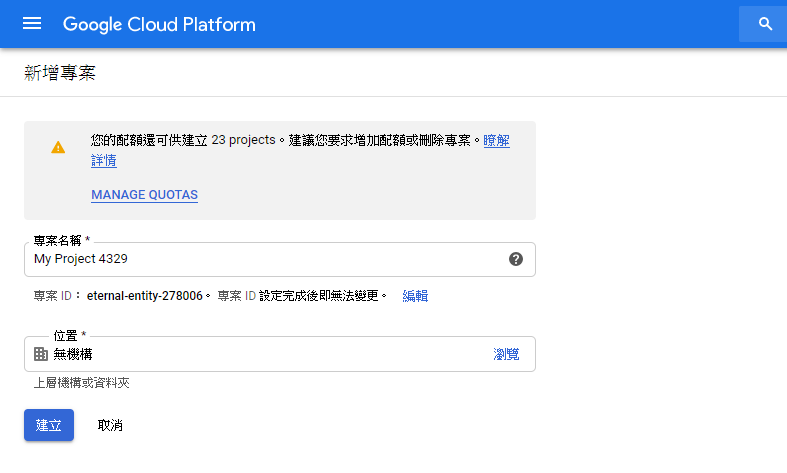 Google Cloud Platform
新增專案
您的配額還可供建立 23 projects。建議您要求增加配額或刪除專案。瞭解
詳情
MANAGE QUOTAS
專案名稱 *
My Project 4329
專案 ID： eternal-entity-278006。 專案 ID 設定完成後即無法變更。 編輯
位置 *
無機構 瀏覽
上層機構或資料夾
建立 取消